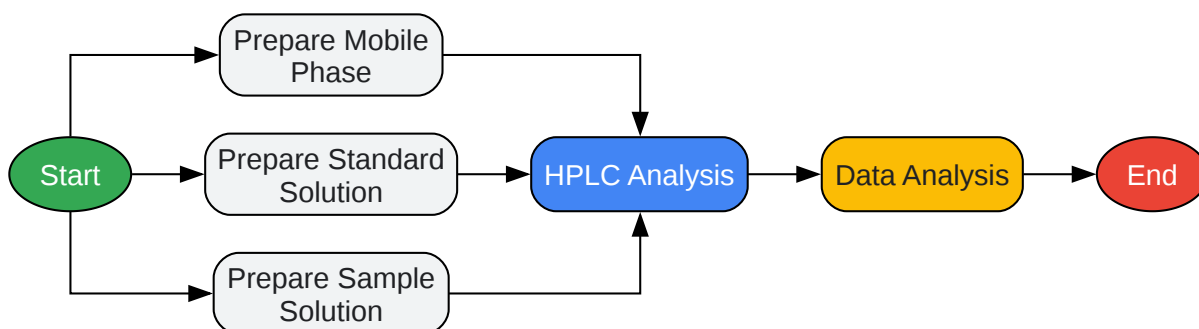 Start
Prepare Mobile
Phase
Prepare Standard
Solution
Prepare Sample
Solution
HPLC Analysis
Data Analysis
End